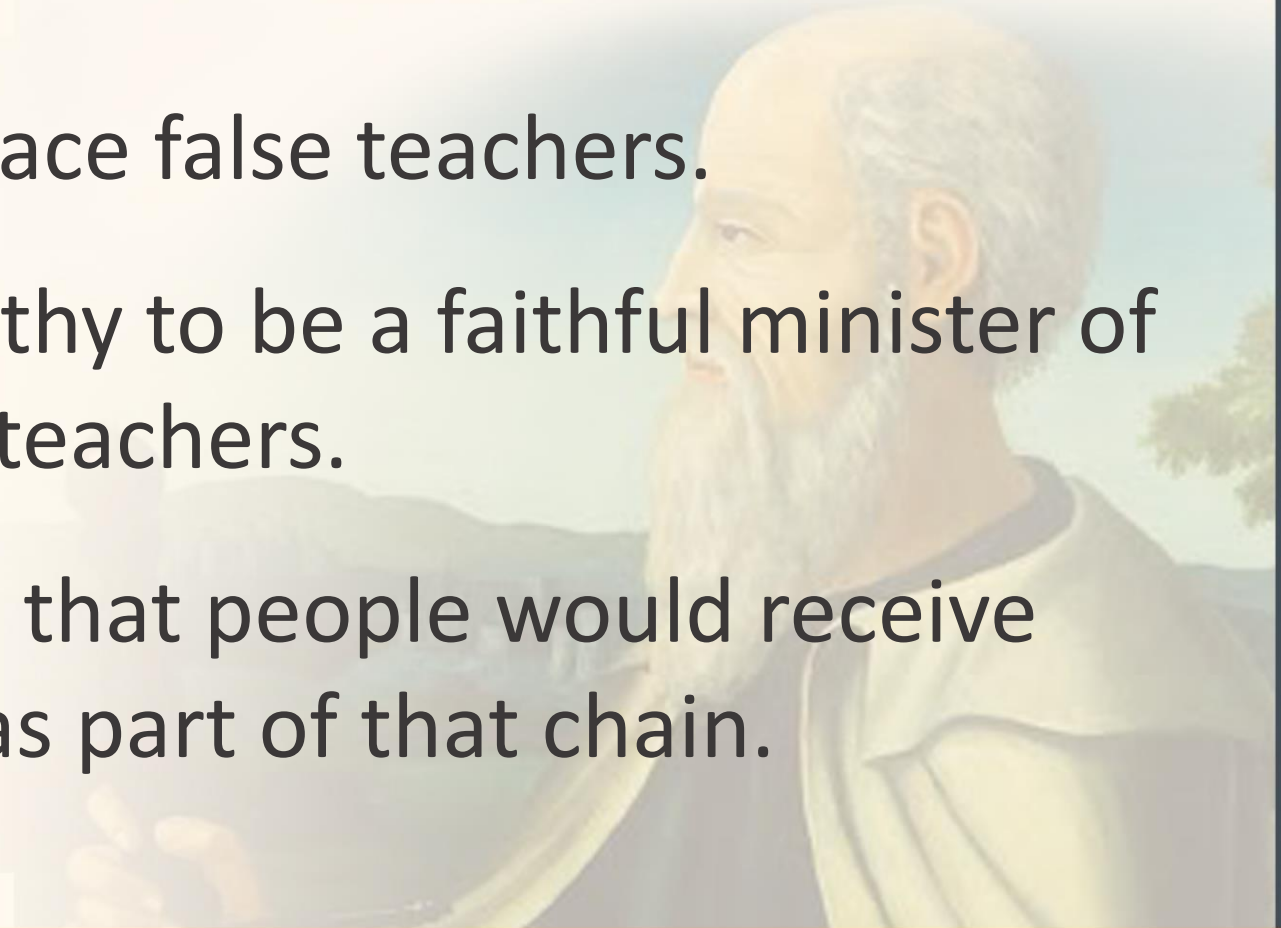 ace false teachers.
thy to be a faithful minister of
teachers.
that people would receive
as part of that chain.